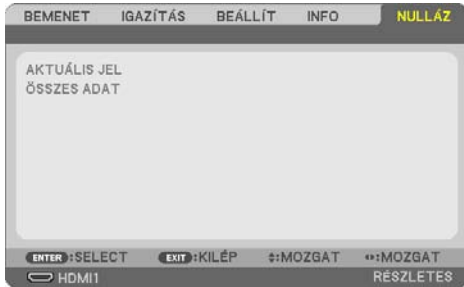 BEMENET IGAZÍTÁS BEÁLLÍT INFO NULLÁZ
AKTUÁLIS JEL
ÖSSZES ADAT
ENTER :SELECT EXIT :KILÉP :MOZGAT :MOZGAT
HDMI1 RÉSZLETES